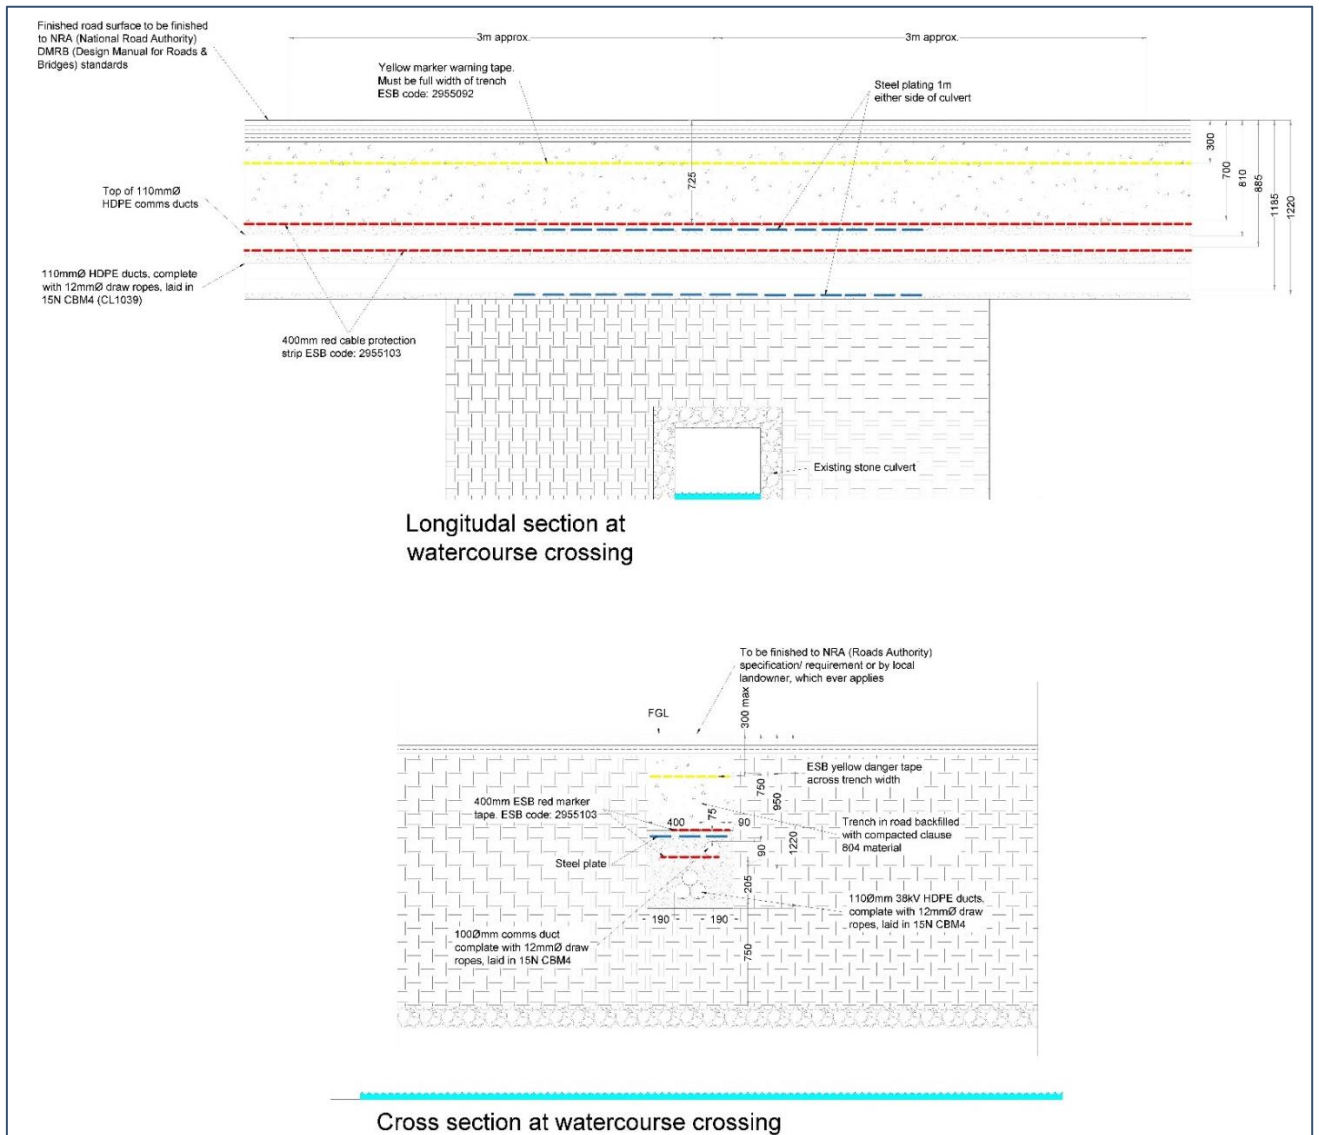 Finished road surface to be finished
to NRA (National Road Authority)
DMRB (Design Manual for Roads &
Bridges) standards
3m approx.
3m approx.
Yellow marker warning tape.
Must be full width of trench
ESB code: 2955092
Steel plating 1m
either side of culvert
725
300
700
810
885
1185
1220
Top of 110mmØ
HDPE comms ducts
110mmØ HDPE ducts, complete
with 12mmØ draw ropes, laid in
15N CBM4 (CL1039)
400mm red cable protection
strip ESB code: 2955103
Existing stone culvert
Longitudal section at
watercourse crossing
To be finished to NRA (Roads Authority)
specification/ requirement or by local
landowner, which ever applies
FGL
300 max
ESB yellow danger tape
across trench width
750
950
1220
400mm ESB red marker
tape. ESB code: 2955103
400
75
90
Trench in road backfilled
with compacted clause
804 material
Steel plate
90
205
110Ømm 38kV HDPE ducts,
complate with 12mmØ draw
ropes, laid in 15N CBM4
190
190
100Ømm comms duct
complate with 12mmØ draw
ropes, laid in 15N CBM4
750
Cross section at watercourse crossing